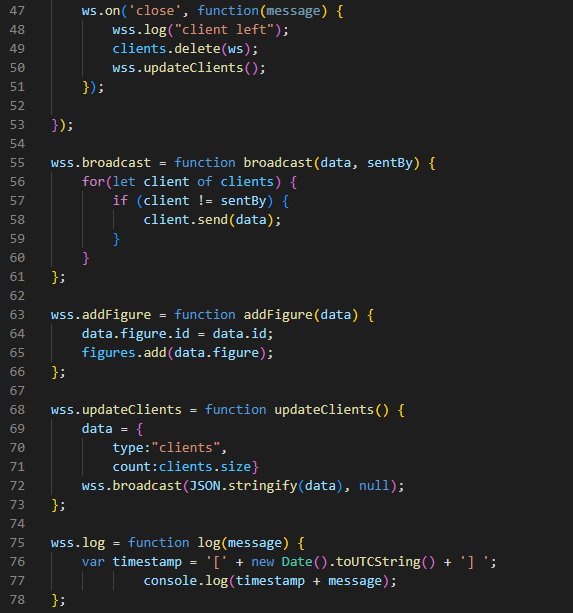 47 ws.on('close', function(message) {
48 wss.log("client left");
49 clients.delete(ws);
50 wss.updateClients();
51 });
52
53 });
54
55 wss.broadcast = function broadcast(data, sentBy) {
56 for(let client of clients) {
57 if (client != sentBy) {
58 client.send(data);
59 }
60 }
61 };
62
63 wss.addFigure = function addFigure(data) {
64 data.figure.id = data.id;
65 figures.add(data.figure);
66 };
67
68 wss.updateClients = function updateClients() {
69 data = {
70 type:"clients",
71 count:clients.size}
72 wss.broadcast(JSON.stringify(data), null);
73 };
74
75 wss.log = function log(message) {
76 var timestamp = '[' + new Date().toUTCString() + '] ';
77 console.log(timestamp + message);
78 };